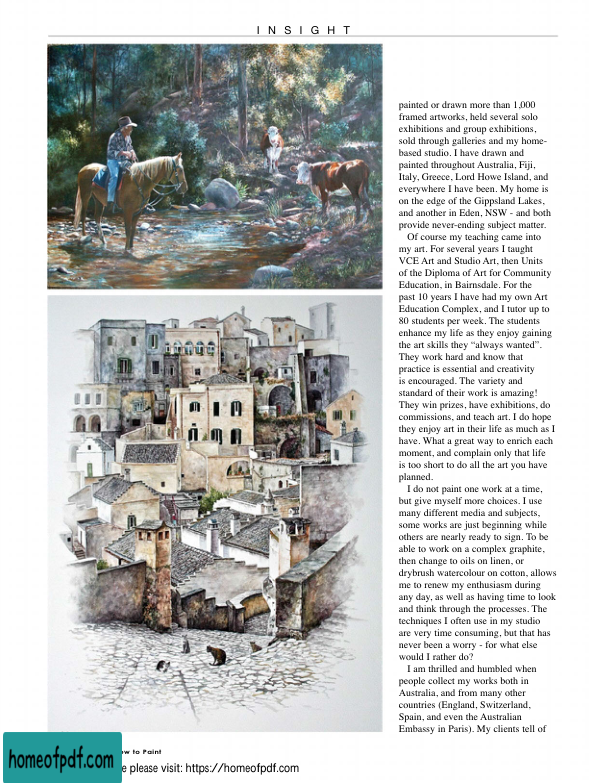 INSIGHT
painted or drawn more than 1,000
framed artworks, held several solo
exhibitions and group exhibitions,
sold through galleries and my home-
based studio. I have drawn and
painted throughout Australia, Fiji,
Italy, Greece, Lord Howe Island, and
everywhere I have been. My home is
on the edge of the Gippsland Lakes,
and another in Eden, NSW - and both
provide never-ending subject matter.
Of course my teaching came into
my art. For several years I taught
VCE Art and Studio Art, then Units
of the Diploma of Art for Community
Education, in Bairnsdale. For the
past 10 years I have had my own Art
Education Complex, and I tutor up to
80 students per week. The students
enhance my life as they enjoy gaining
the art skills they “always wanted”.
They work hard and know that
practice is essential and creativity
is encouraged. The variety and
standard of their work is amazing!
They win prizes, have exhibitions, do
commissions, and teach art. I do hope
they enjoy art in their life as much as I
have. What a great way to enrich each
moment, and complain only that life
is too short to do all the art you have
planned.
I do not paint one work at a time,
but give myself more choices. I use
many different media and subjects,
some works are just beginning while
others are nearly ready to sign. To be
able to work on a complex graphite,
then change to oils on linen, or
drybrush watercolour on cotton, allows
me to renew my enthusiasm during
any day, as well as having time to look
and think through the processes. The
techniques I often use in my studio
are very time consuming, but that has
never been a worry - for what else
would I rather do?
I am thrilled and humbled when
people collect my works both in
Australia, and from many other
countries (England, Switzerland,
Spain, and even the Australian
Embassy in Paris). My clients tell of
to Paint
homeofpdf.com
please visit: https://homeofpdf.com